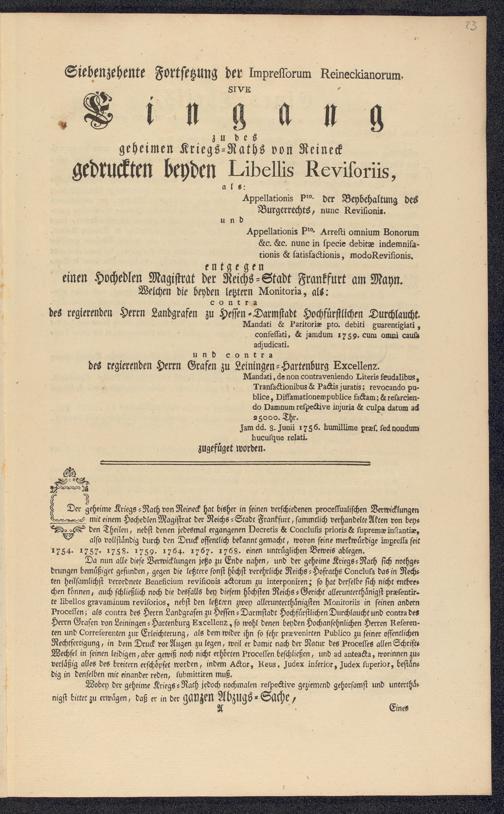 23
Siebenzehente Fortsetzung der Impressorum Reineckianorum.
SIVE
Eingang
zu des
geheimen Kriegs-Raths von Reineck
gedruckten beyden Libellis Revisoriis,
als:
Appellationis Pto. der Beybehaltung des
Burgerrechts, nunc Revisionis.
und
Appellationis Pto. Arresti omnium Bonorum
&c. &c. nunc in specie debitæ indemnisa-
tionis & satisfactionis, modo Revisionis.
entgegen
einen Hochedlen Magistrat der Reichs-Stadt Frankfurt am Mayn.
Welchen die beyden letztern Monitoria, als:
contra
des regierenden Herrn Landgrafen zu Hessen-Darmstadt Hochfürstlichen Durchlaucht.
Mandati & Paritoriæ pto. debiti guarentigiati,
confessati, & jamdum 1759. cum omni causa
adjudicati.
und contra
des regierenden Herrn Grafen zu Leiningen-Hartenburg Excellenz.
Mandati, de non contraveniendo Literis feudalibus,
Transactionibus & Pactis juratis; revocando pu-
blice, Diffamationem publice factam; & resarcien-
do Damnum respective injuria & culpa datum ad
25000. Thr.
Jam dd. 8. Junii 1756. humillime præs. sed nondum
hucusque relati.
zugefüget worden.
Der geheime Kriegs-Rath von Reineck hat bisher in seinen verschiedenen processualischen Verwicklungen
mit einem Hochedlen Magistrat der Reichs-Stadt Frankfurt, sammtlich verhandelte Akten von bey-
den Theilen, nebst denen jedesmal ergangenen Decretis & Conclusis prioris & supremæ instantiæ,
also vollständig durch den Druck offentlich bekannt gemacht, wovon seine merkwürdige impressa seit
1754. 1757. 1758. 1759. 1764. 1767. 1768. einen untrüglichen Beweis ablegen.
Da nun alle diese Verwicklungen jetzo zu Ende nahen, und der geheime Kriegs-Rath sich nothge-
drungen bemüßiget gefunden, gegen die letztere sonst höchst verehrliche Reichs-Hofraths Conclusa das in Rech-
ten heilsamlichst verordnete Beneficium revisionis actorum zu interponiren; so hat derselbe sich nicht entbre-
chen können, auch schließlich noch die desfalls bey diesem höchsten Reichs-Gericht allerunterthänigst præsentir-
te libellos gravaminum revisorios, nebst den letztern zwey allerunterthänigsten Monitoriis in seinen andern
Processen; als contra des Herrn Landgrafen zu Hessen-Darmstadt Hochfürstlichen Durchlaucht und contra des
Herrn Grafen von Leiningen-Hartenburg Excellenz, so wohl denen beyden Hochansehnlichen Herren Referen-
ten und Correferenten zur Erleichterung, als dem wider ihn so sehr prævenirten Publico zu seiner offentlichen
Rechtfertigung, in dem Druck vor Augen zu legen, weil er damit nach der Natur des Processes allen Schrift-
Wechsel in seinen leidigen, aber gewiß noch nicht erhörten Processen beschließen, und ad anteacta, worinnen zu-
verläßig alles des breitern erschöpfet worden, indem Actor, Reus, Judex inferior, Judex superior, bestän-
dig in denselben mit einander reden, submittiren muß.
Wobey der geheime Kriegs-Rath jedoch nochmalen respective geziemend gehorsamst und unterthä-
nigst bittet zu erwägen, daß er in der ganzen Abzugs-Sache,
A
Eines